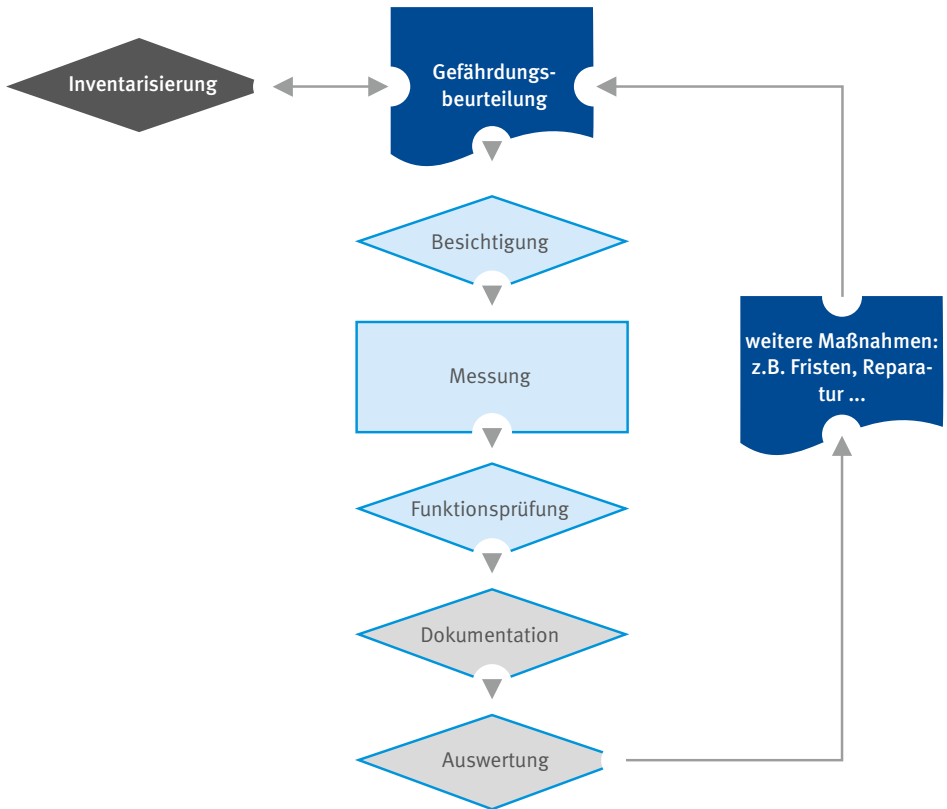 Inventarisierung
Gefährdungs-
beurteilung
Besichtigung
Messung
weitere Maßnahmen:
z.B. Fristen, Repara-
tur ...
Funktionsprüfung
Dokumentation
Auswertung